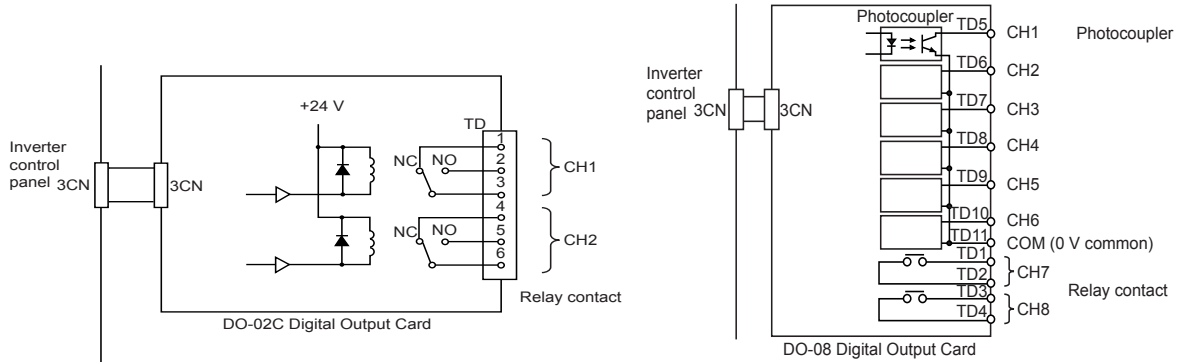 +24 V
TD
1
2
3
4
5
6
NC NO
NC NO
CH1
CH2
Inverter
control
panel
3CN
3CN
Relay contact
DO-02C Digital Output Card
Photocoupler
TD5
CH1
Photocoupler
TD6
CH2
TD7
CH3
TD8
CH4
TD9
CH5
TD10
CH6
TD11
COM (0 V common)
TD1
TD2
CH7
TD3
TD4
CH8
Relay contact
Inverter
control
panel
3CN
3CN
DO-08 Digital Output Card